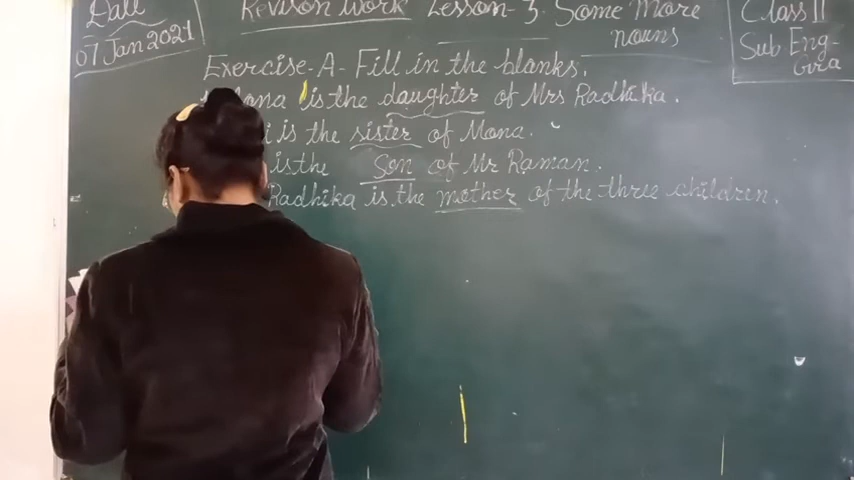 Date
07 Jan 2021
Revison Work Lesson-3. Some More
nouns
Class II
Sub Eng-
Gra
Exercise-A- Fill in the blanks.
is the daughter of Mrs Radhika.
is the sister of Mona.
is the Son of Mr Raman.
Radhika is the mother of the three children.